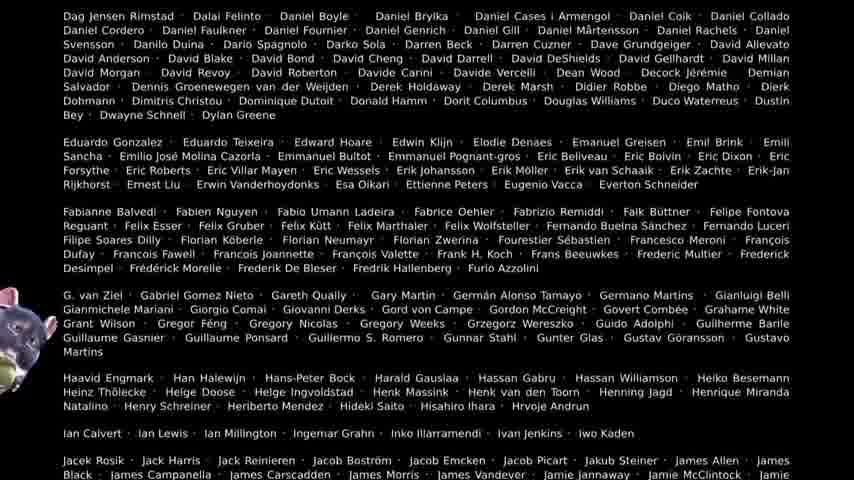 Dag Jensen Rimstad · Dalai Felinto · Daniel Boyle · Daniel Brylka · Daniel Cases i Armengol · Daniel Coik · Daniel Collado
Daniel Cordero · Daniel Faulkner · Daniel Fournier · Daniel Genrich · Daniel Gill · Daniel Mårtensson · Daniel Rachels · Daniel
Svensson · Danilo Duina · Dario Spagnolo · Darko Sola · Darren Beck · Darren Cuzner · Dave Grundgeiger · David Allevato
David Anderson · David Blake · David Bond · David Cheng · David Darrell · David DeShields · David Gellhardt · David Millan
David Morgan · David Revoy · David Roberton · Davide Carini · Davide Vercelli · Dean Wood · Decock Jérémie · Demian
Salvador · Dennis Groenewegen van der Weijden · Derek Holdaway · Derek Marsh · Didier Robbe · Diego Matho · Dierk
Dohmann · Dimitris Christou · Dominique Dutoit · Donald Hamm · Dorit Columbus · Douglas Williams · Duco Waterreus · Dustin
Bey · Dwayne Schnell · Dylan Greene
Eduardo Gonzalez · Eduardo Teixeira · Edward Hoare · Edwin Klijn · Elodie Denaes · Emanuel Greisen · Emil Brink · Emili
Sancha · Emilio José Molina Cazorla · Emmanuel Bultot · Emmanuel Pognant-gros · Eric Beliveau · Eric Boivin · Eric Dixon · Eric
Forsythe · Eric Roberts · Eric Villar Mayen · Eric Wessels · Erik Johansson · Erik Möller · Erik van Schaaik · Erik Zachte · Erik-Jan
Rijkhorst · Ernest Liu · Erwin Vanderhoydonks · Esa Oikari · Ettienne Peters · Eugenio Vacca · Everton Schneider
Fabianne Balvedi · Fabien Nguyen · Fabio Umann Ladeira · Fabrice Oehler · Fabrizio Remiddi · Falk Büttner · Felipe Fontova
Reguant · Felix Esser · Felix Gruber · Felix Kütt · Felix Marthaler · Felix Wolfsteller · Fernando Buelna Sánchez · Fernando Luceri
Filipe Soares Dilly · Florian Köberle · Florian Neumayr · Florian Zwerina · Fourestier Sébastien · Francesco Meroni · François
Dufay · Francois Fawell · Francois Joannette · François Valette · Frank H. Koch · Frans Beeuwkes · Frederic Multier · Frederick
Desimpel · Frédérick Morelle · Frederik De Bleser · Fredrik Hallenberg · Furio Azzolini
G. van Ziel · Gabriel Gomez Nieto · Gareth Qually · Gary Martin · Germán Alonso Tamayo · Germano Martins · Gianluigi Belli
Gianmichele Mariani · Giorgio Comai · Giovanni Derks · Gord von Campe · Gordon McCreight · Govert Combée · Grahame White
Grant Wilson · Gregor Féng · Gregory Nicolas · Gregory Weeks · Grzegorz Wereszko · Guido Adolphi · Guilherme Barile
Guillaume Gasnier · Guillaume Ponsard · Guillermo S. Romero · Gunnar Stahl · Gunter Glas · Gustav Göransson · Gustavo
Martins
Haavid Engmark · Han Halewijn · Hans-Peter Bock · Harald Gauslaa · Hassan Gabru · Hassan Williamson · Heiko Besemann
Heinz Thölecke · Helge Doose · Helge Ingvoldstad · Henk Massink · Henk van den Toorn · Henning Jagd · Henrique Miranda
Natalino · Henry Schreiner · Heriberto Mendez · Hideki Saito · Hisahiro Ihara · Hrvoje Andrun
Ian Calvert · Ian Lewis · Ian Millington · Ingemar Grahn · Inko Illarramendi · Ivan Jenkins · Iwo Kaden
Jacek Rosik · Jack Harris · Jack Reinieren · Jacob Boström · Jacob Emcken · Jacob Picart · Jakub Steiner · James Allen · James
Black · James Campanella · James Carscadden · James Morris · James Vandever · Jamie Jannaway · Jamie McClintock · Jamie